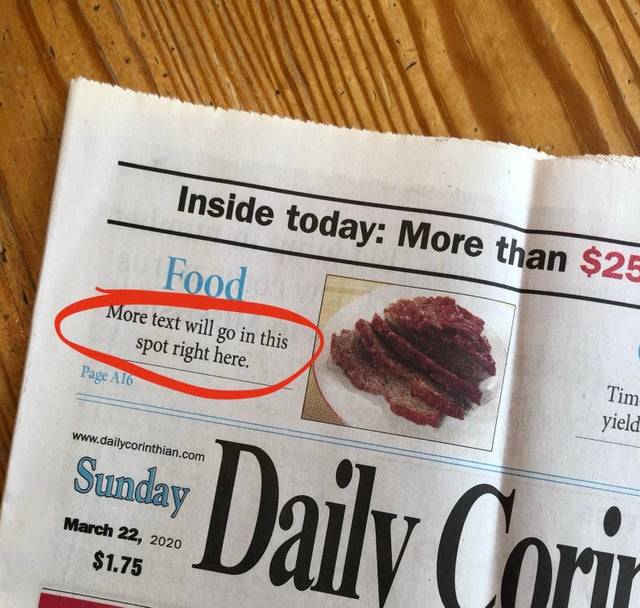 Inside today: More than $25
Food
More text will go in this
spot right here.
Page A16
Tim
yield
www.dailycorinthian.com
Sunday
March 22, 2020
$1.75
Daily Corin